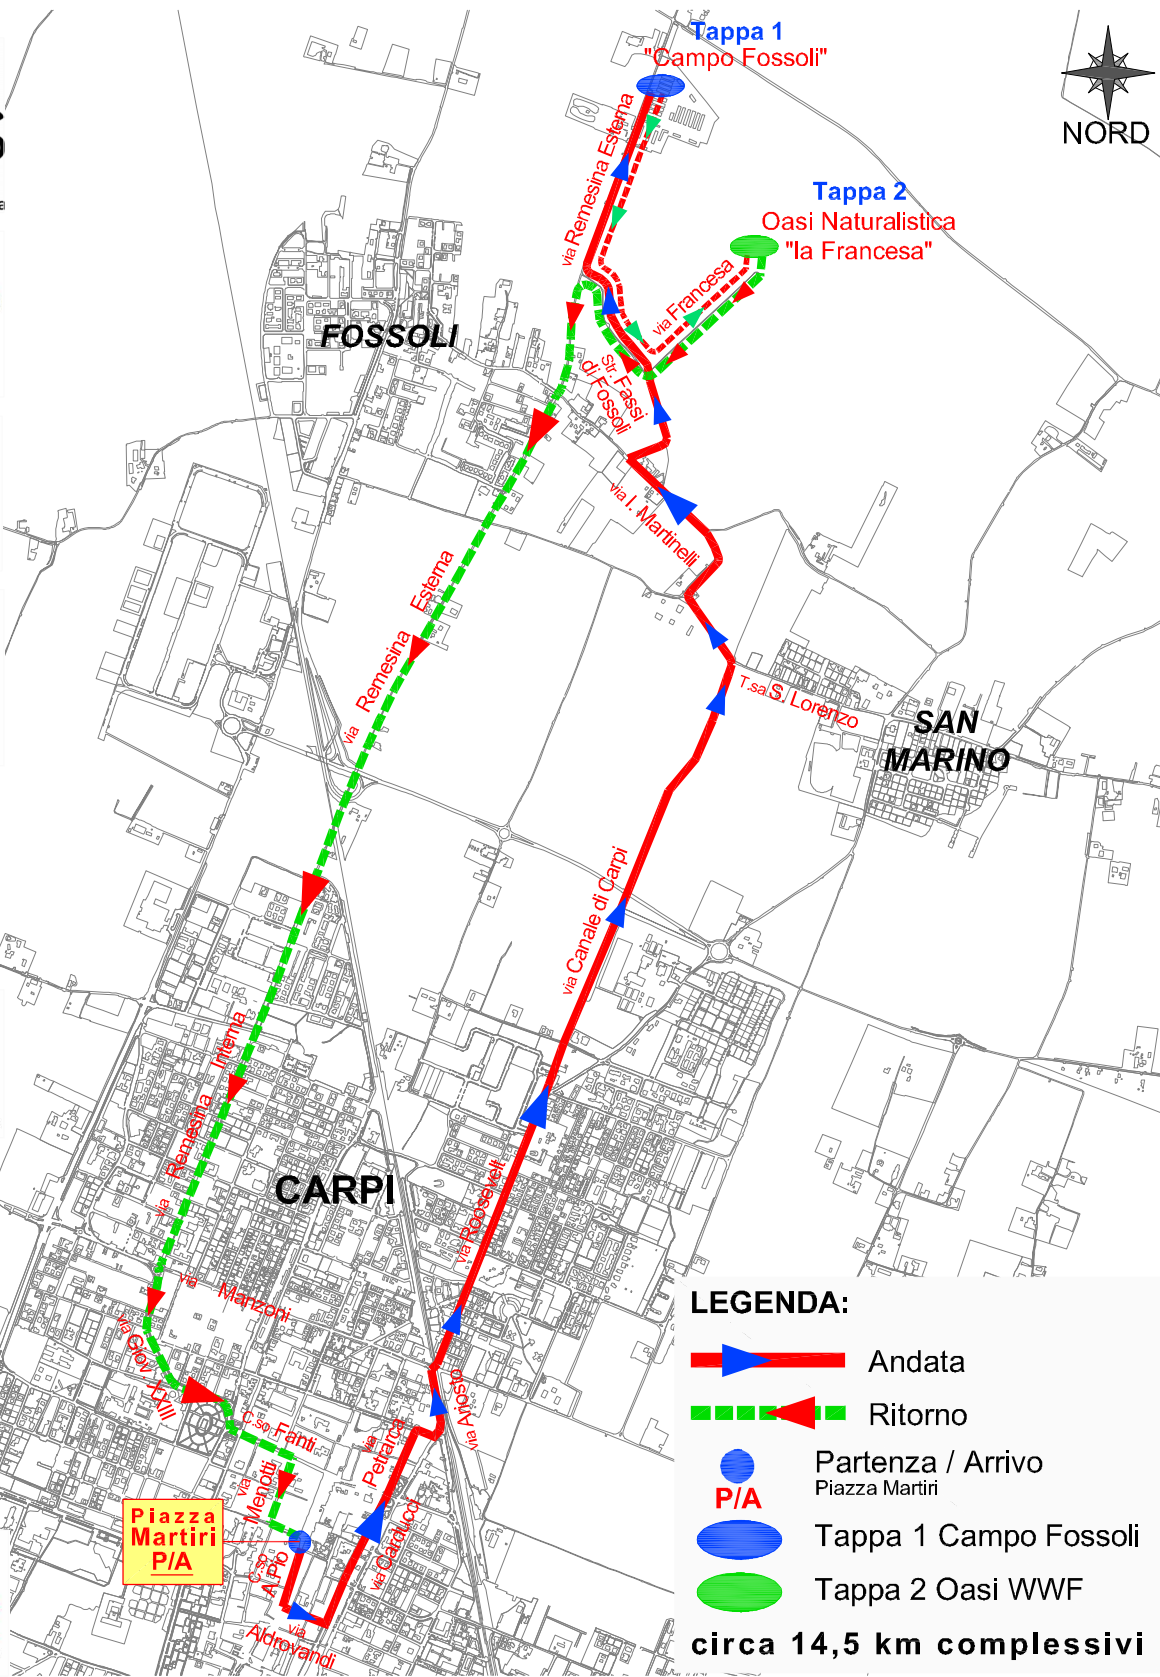 Tappa 1
"Campo Fossoli"
NORD
via Remesina Esterna
Tappa 2
Oasi Naturalistica
"la Francesa"
via Francesa
FOSSOLI
Str. Fassi
di Fossoli
via I. Martinelli
via Remesina Esterna
T.sa S. Lorenzo
SAN
MARINO
via Canale di Carpi
via Remesina Interna
CARPI
via Roosevelt
via Manzoni
via Giov. XXIII
C.so Fanti
via Ariosto
via Petrarca
via Menotti
via Carducci
Piazza
Martiri
P/A
C.so
A. Pio
via
Aldrovandi
LEGENDA:
Andata
Ritorno
Partenza / Arrivo
P/A
Piazza Martiri
Tappa 1 Campo Fossoli
Tappa 2 Oasi WWF
circa 14,5 km complessivi